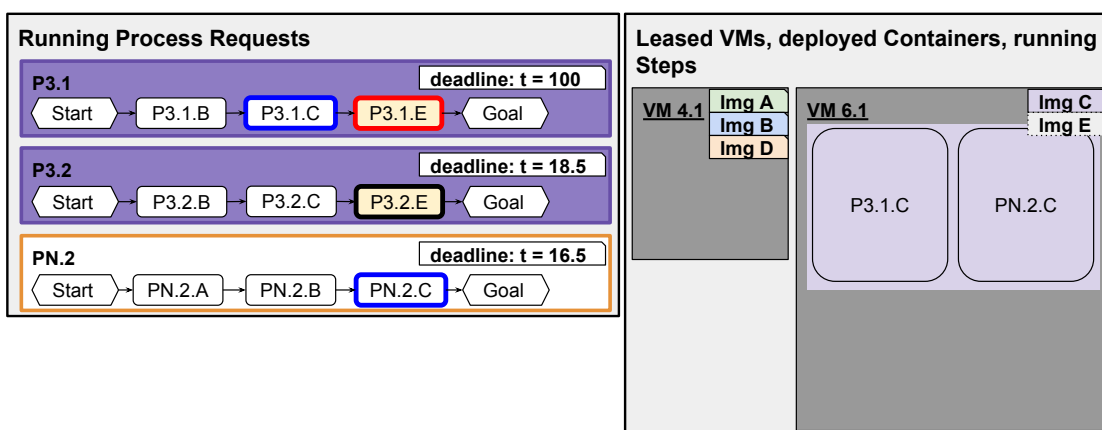 Running Process Requests
P3.1
deadline: t = 100
Start P3.1.B P3.1.C P3.1.E Goal
P3.2
deadline: t = 18.5
Start P3.2.B P3.2.C P3.2.E Goal
PN.2
deadline: t = 16.5
Start PN.2.A PN.2.B PN.2.C Goal
Leased VMs, deployed Containers, running
Steps
VM 4.1
Img A
Img B
Img D
VM 6.1
Img C
Img E
P3.1.C
PN.2.C